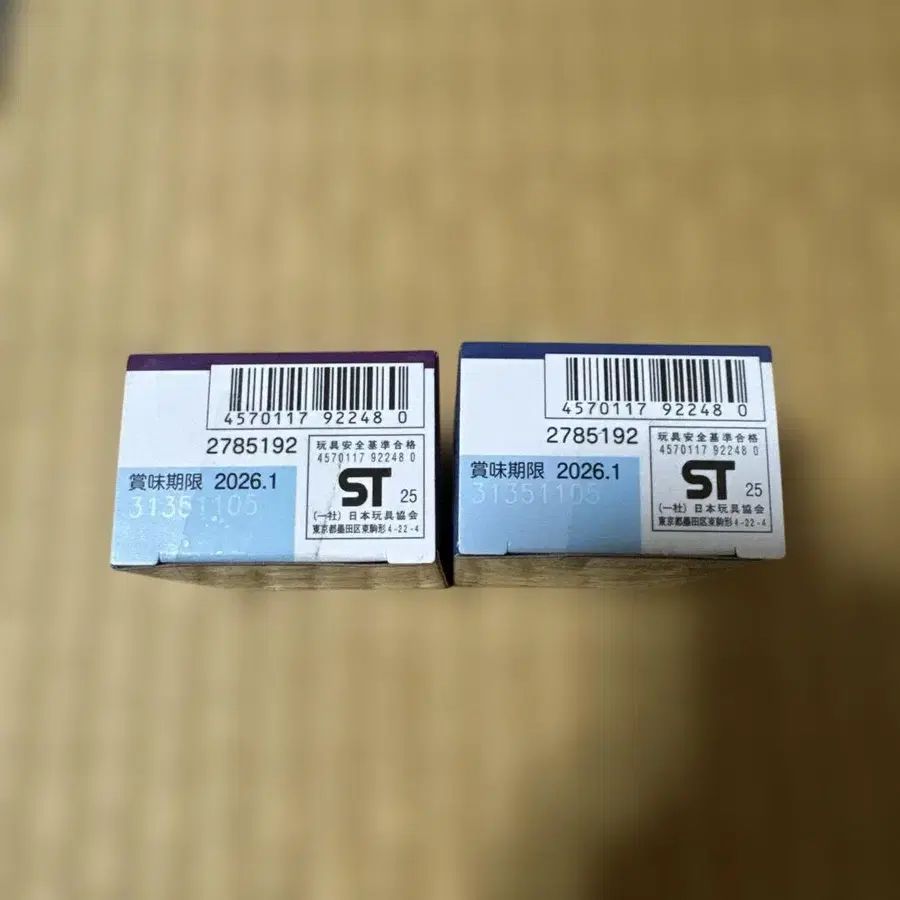 4570117 92248 0
2785192
賞味期限 2026.1
31351105
玩具安全基準合格
4570117 92248 0
ST 25
(一社) 日本玩具協会
東京都墨田区東駒形 4-22-4
4570117 92248 0
2785192
賞味期限 2026.1
31351105
玩具安全基準合格
4570117 92248 0
ST 25
(一社) 日本玩具協会
東京都墨田区東駒形 4-22-4